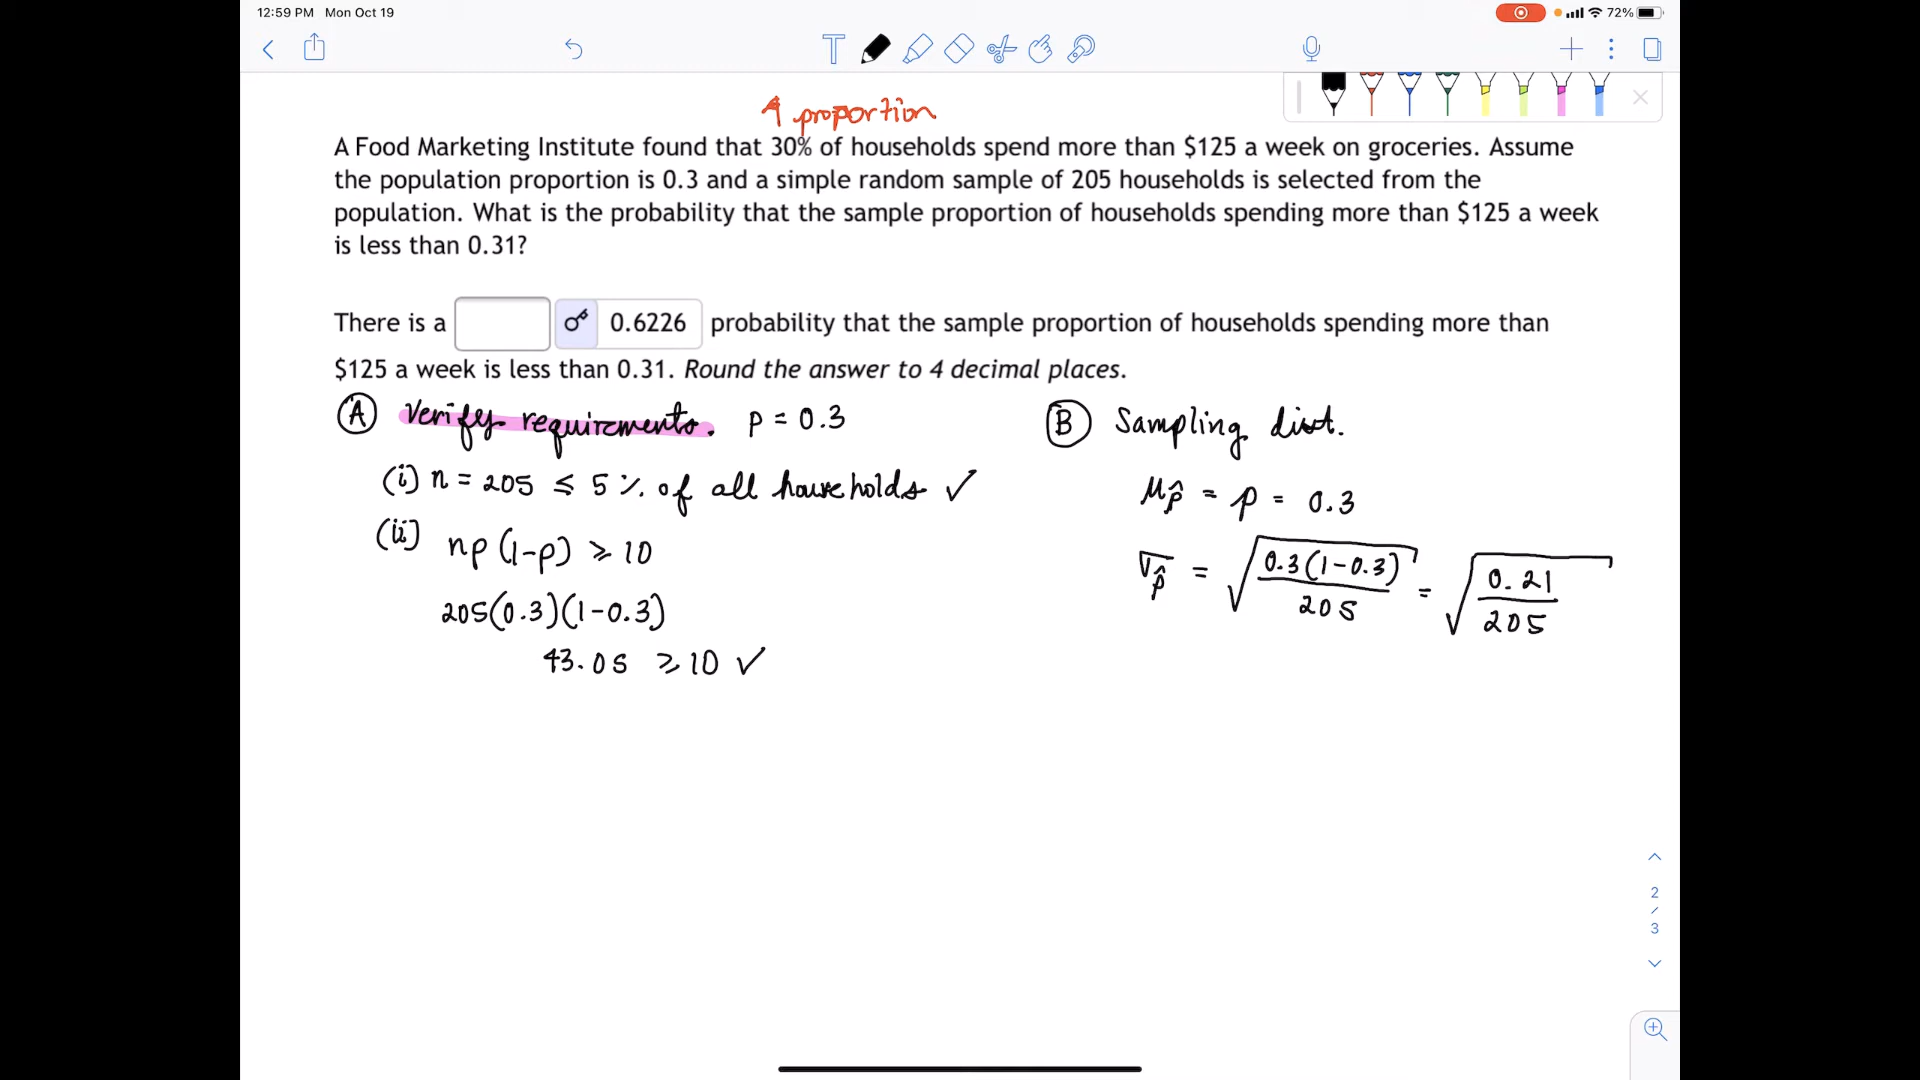 12:59 PM Mon Oct 19
72%
T
proportion
A Food Marketing Institute found that 30% of households spend more than $125 a week on groceries. Assume
the population proportion is 0.3 and a simple random sample of 205 households is selected from the
population. What is the probability that the sample proportion of households spending more than $125 a week
is less than 0.31?
There is a 0.6226 probability that the sample proportion of households spending more than
$125 a week is less than 0.31. Round the answer to 4 decimal places.
Ⓐ Verify requirements. p = 0.3
(i) n = 205 ≤ 5 % of all households ✓
(ii) np (1-p) ≥ 10
205(0.3)(1-0.3)
43.05 ≥ 10 ✓
Ⓑ Sampling dist.
μp̂ = p = 0.3
σp̂ = √(0.3(1-0.3)/205) = √(0.21/205)
2
/
3